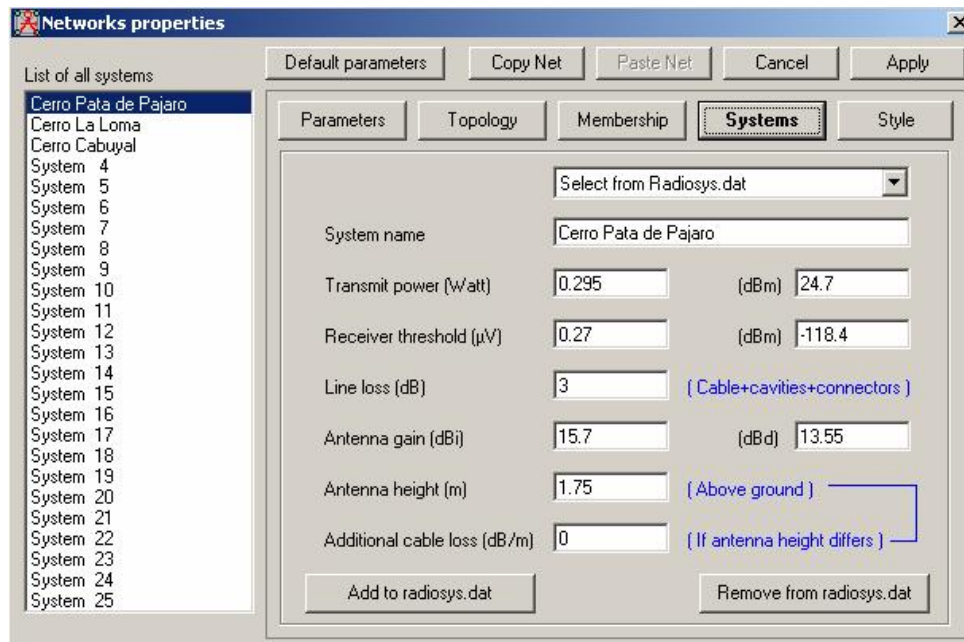 Networks properties
Default parameters Copy Net Paste Net Cancel Apply
List of all systems
Cerro Pata de Pajaro
Cerro La Loma
Cerro Cabuyal
System 4
System 5
System 6
System 7
System 8
System 9
System 10
System 11
System 12
System 13
System 14
System 15
System 16
System 17
System 18
System 19
System 20
System 21
System 22
System 23
System 24
System 25
Parameters Topology Membership Systems Style
Select from Radiosys.dat
System name Cerro Pata de Pajaro
Transmit power (Watt) 0.295 (dBm) 24.7
Receiver threshold (µV) 0.27 (dBm) -118.4
Line loss (dB) 3 ( Cable+cavities+connectors )
Antenna gain (dBi) 15.7 (dBd) 13.55
Antenna height (m) 1.75 ( Above ground )
Additional cable loss (dB/m) 0 ( If antenna height differs )
Add to radiosys.dat Remove from radiosys.dat